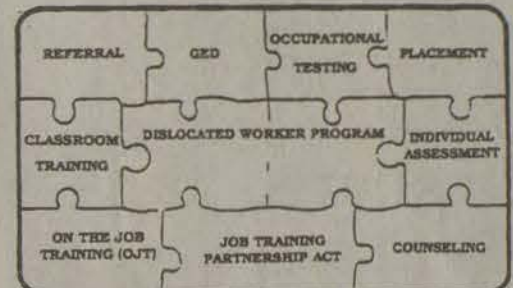 REFERRAL
GED
OCCUPATIONAL
TESTING
PLACEMENT
CLASSROOM
TRAINING
DISLOCATED WORKER PROGRAM
INDIVIDUAL
ASSESSMENT
ON THE JOB
TRAINING (OJT)
JOB TRAINING
PARTNERSHIP ACT
COUNSELING